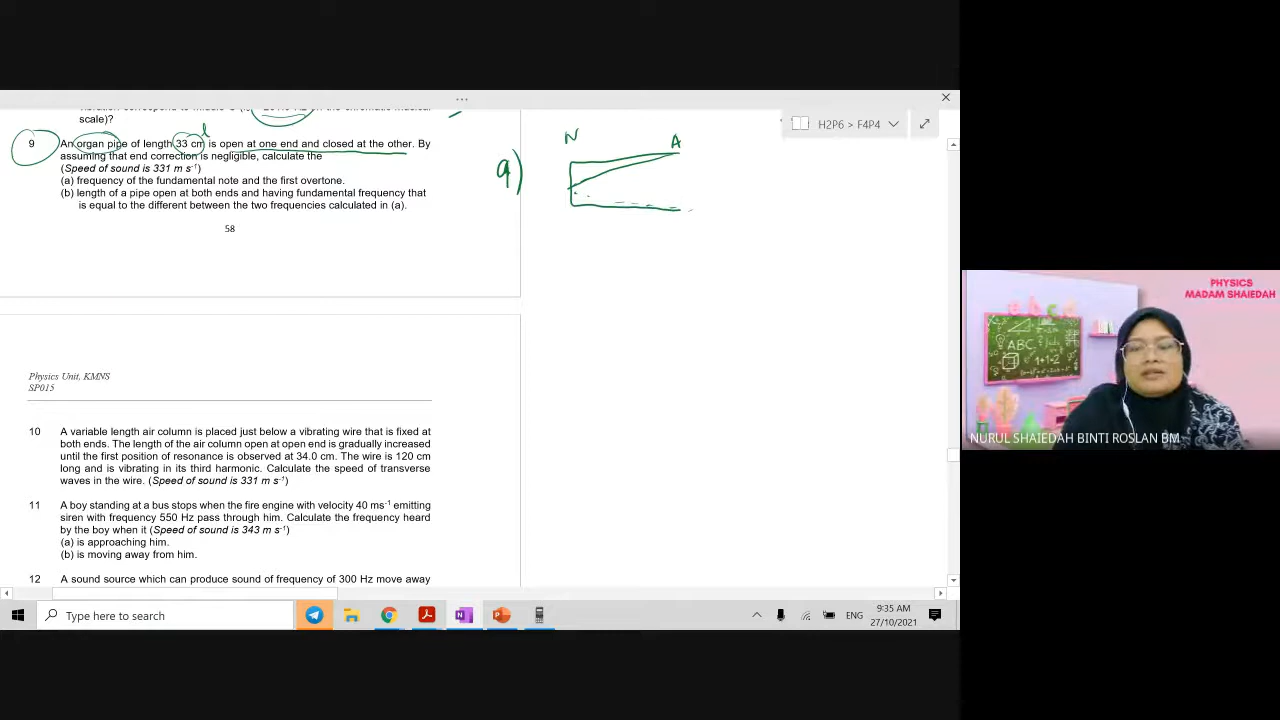 H2P6 > F4P4
scale)?
9 An organ pipe of length 33 cm is open at one end and closed at the other. By
l
assuming that end correction is negligible, calculate the
(Speed of sound is 331 m s-1)
(a) frequency of the fundamental note and the first overtone.
(b) length of a pipe open at both ends and having fundamental frequency that
is equal to the different between the two frequencies calculated in (a).
58
N A
9)
Physics Unit, KMNS
SP015
10 A variable length air column is placed just below a vibrating wire that is fixed at
both ends. The length of the air column open at open end is gradually increased
until the first position of resonance is observed at 34.0 cm. The wire is 120 cm
long and is vibrating in its third harmonic. Calculate the speed of transverse
waves in the wire. (Speed of sound is 331 m s-1)
11 A boy standing at a bus stops when the fire engine with velocity 40 ms-1 emitting
siren with frequency 550 Hz pass through him. Calculate the frequency heard
by the boy when it (Speed of sound is 343 m s-1)
(a) is approaching him.
(b) is moving away from him.
12 A sound source which can produce sound of frequency of 300 Hz move away
PHYSICS
MADAM SHAIEDAH
ABC
1+1=2
NURUL SHAIEDAH BINTI ROSLAN BM
Type here to search
ENG
9:35 AM
27/10/2021